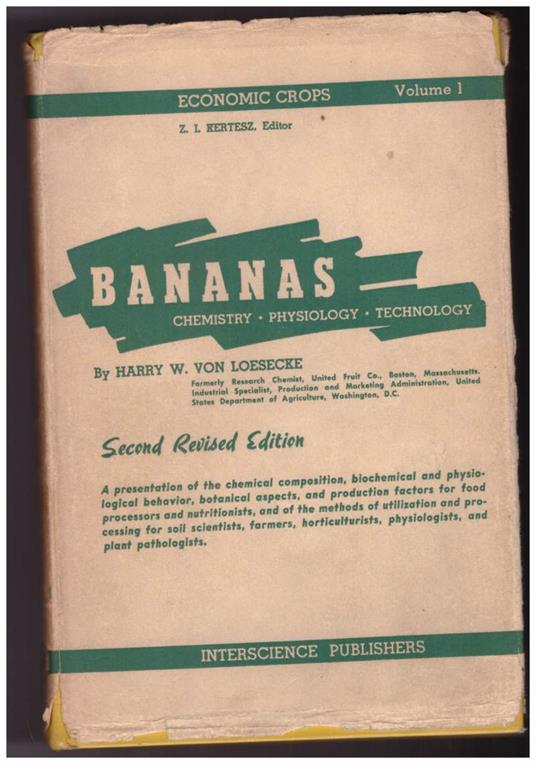 ECONOMIC CROPS Volume 1
Z. I. KERTESZ, Editor
BANANAS
CHEMISTRY • PHYSIOLOGY • TECHNOLOGY
By HARRY W. VON LOESECKE
Formerly Research Chemist, United Fruit Co., Boston, Massachusetts.
Industrial Specialist, Production and Marketing Administration, United
States Department of Agriculture, Washington, D.C.
Second Revised Edition
A presentation of the chemical composition, biochemical and physio-
logical behavior, botanical aspects, and production factors for food
processors and nutritionists, and of the methods of utilization and pro-
cessing for soil scientists, farmers, horticulturists, physiologists, and
plant pathologists.
INTERSCIENCE PUBLISHERS